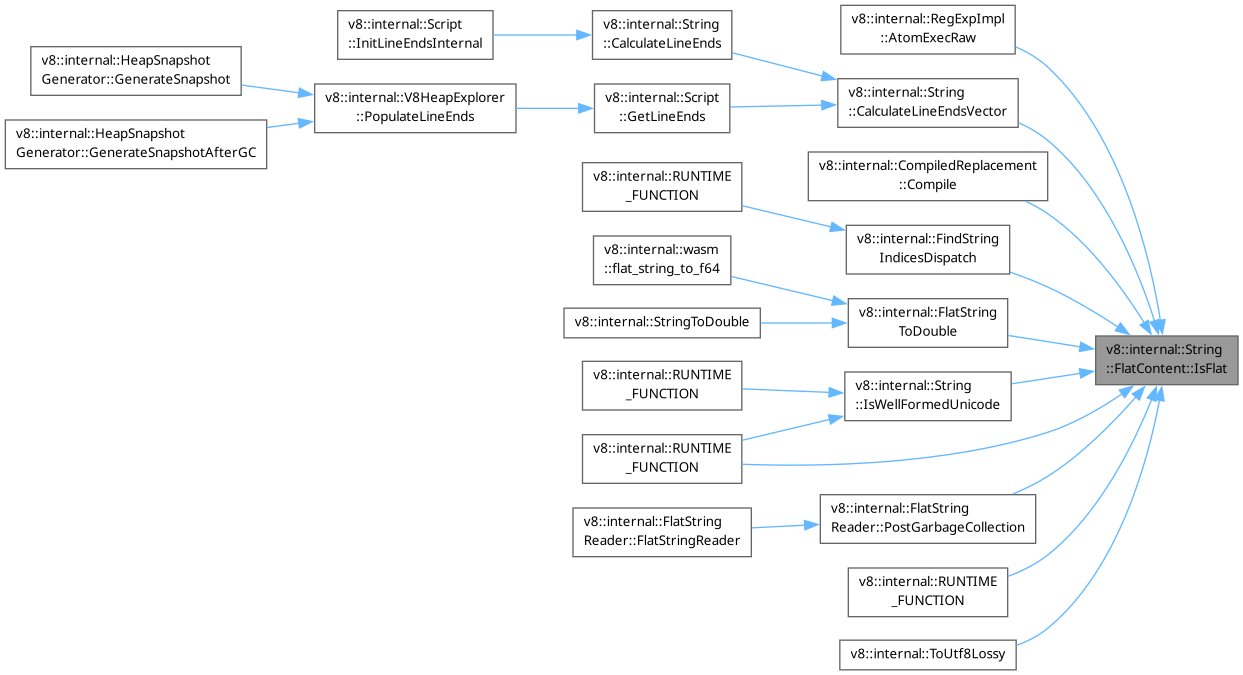 v8::internal::HeapSnapshot
Generator::GenerateSnapshot
v8::internal::HeapSnapshot
Generator::GenerateSnapshotAfterGC
v8::internal::Script
::InitLineEndsInternal
v8::internal::V8HeapExplorer
::PopulateLineEnds
v8::internal::String
::CalculateLineEnds
v8::internal::Script
::GetLineEnds
v8::internal::RUNTIME
_FUNCTION
v8::internal::wasm
::flat_string_to_f64
v8::internal::StringToDouble
v8::internal::RUNTIME
_FUNCTION
v8::internal::RUNTIME
_FUNCTION
v8::internal::FlatString
Reader::FlatStringReader
v8::internal::RegExpImpl
::AtomExecRaw
v8::internal::String
::CalculateLineEndsVector
v8::internal::CompiledReplacement
::Compile
v8::internal::FindString
IndicesDispatch
v8::internal::FlatString
ToDouble
v8::internal::String
::IsWellFormedUnicode
v8::internal::FlatString
Reader::PostGarbageCollection
v8::internal::RUNTIME
_FUNCTION
v8::internal::ToUtf8Lossy
v8::internal::String
::FlatContent::IsFlat